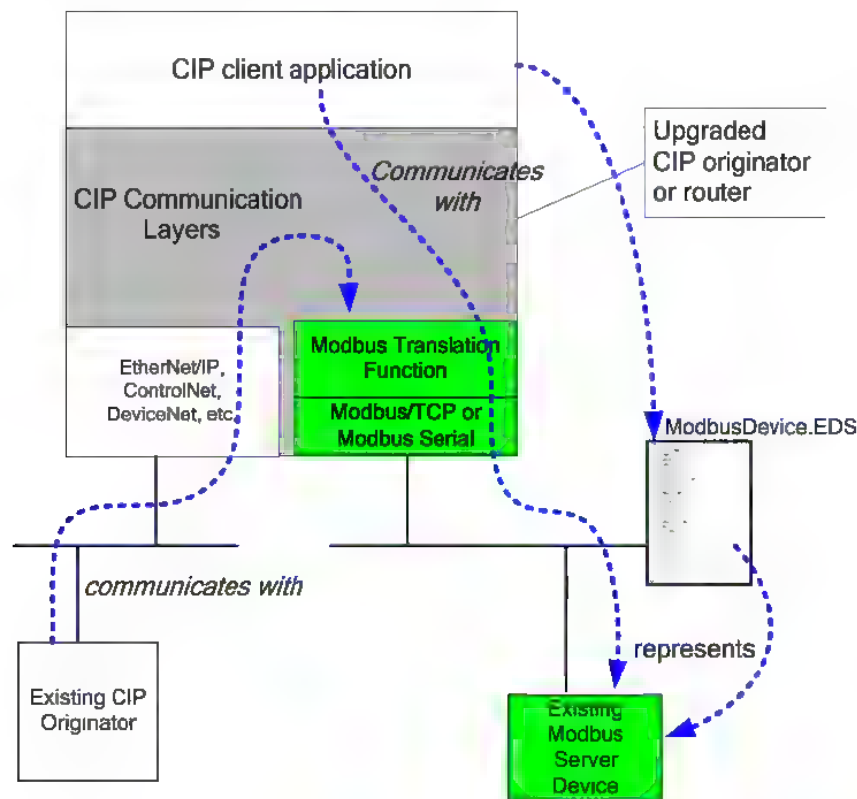 CIP client application
Upgraded
CIP originator
or router
Communicates
with
CIP Communication
Layers
EtherNet/IP,
ControlNet,
DeviceNet, etc.
Modbus Translation
Function
Modbus/TCP or
Modbus Serial
ModbusDevice.EDS
communicates with
represents
Existing CIP
Originator
Existing
Modbus
Server
Device